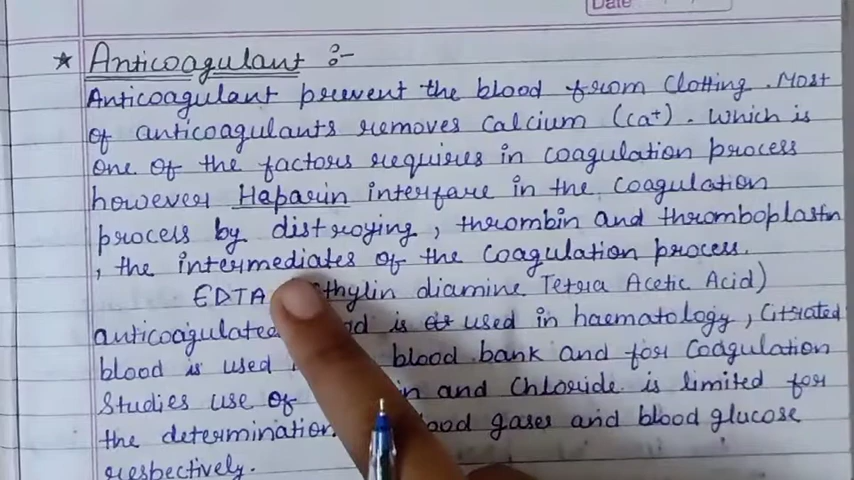 Date
★ Anticoagulant :-
Anticoagulant prevent the blood from clotting. Most
of anticoagulants removes calcium (ca+). Which is
one of the factors requires in coagulation process
however Heparin interfare in the coagulation
process by distroying, thrombin and thromboplastin
, the intermediates of the coagulation process.
EDTA thylin diamine Tetra Acetic Acid)
anticoagulated d is used in haematology, Citrated
blood is used blood bank and for Coagulation
Studies use of in and Chloride is limited for
the determination ood gases and blood glucose
respectively.